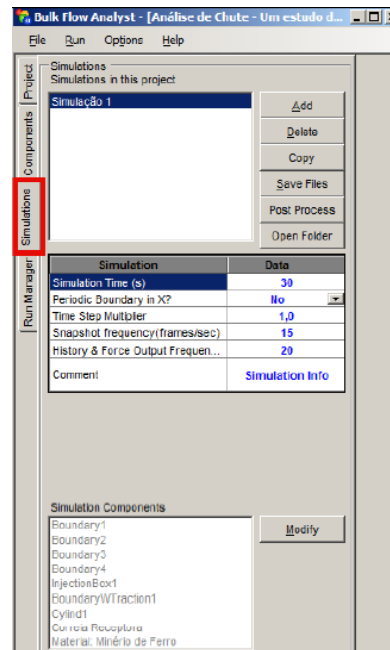 Bulk Flow Analyst - [Análise de Chute - Um estudo d...
File Run Options Help
Project
Components
Simulations
Run Manager
Simulations
Simulations in this project
Simulação 1
Add
Delete
Copy
Save Files
Post Process
Open Folder
Simulation Data
Simulation Time (s) 30
Periodic Boundary in X? No
Time Step Multiplier 1,0
Snapshot frequency(frames/sec) 15
History & Force Output Frequen... 20
Comment Simulation Info
Simulation Components
Boundary1
Boundary2
Boundary3
Boundary4
InjectionBox1
BoundaryWTraction1
Cylind1
Correia Receptora
Material: Minério de Ferro
Modify